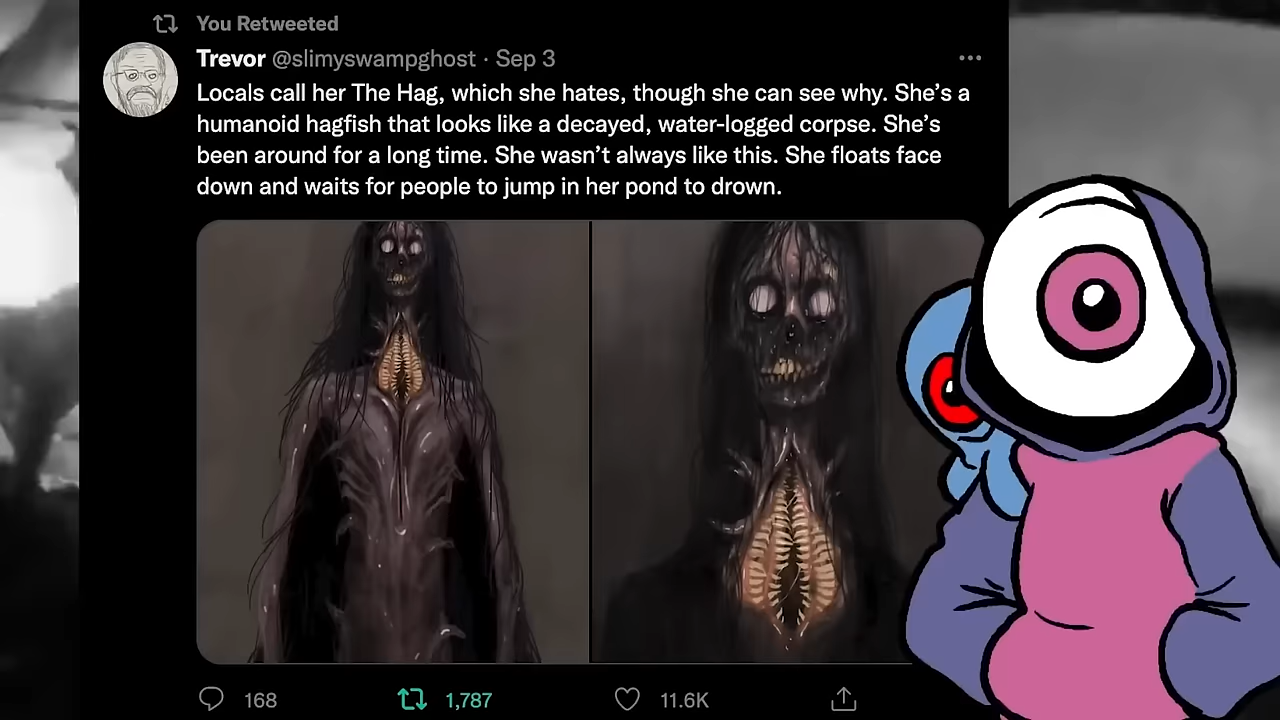 You Retweeted
Trevor @slimyswampghost · Sep 3
Locals call her The Hag, which she hates, though she can see why. She’s a
humanoid hagfish that looks like a decayed, water-logged corpse. She’s
been around for a long time. She wasn’t always like this. She floats face
down and waits for people to jump in her pond to drown.
168 1,787 11.6K